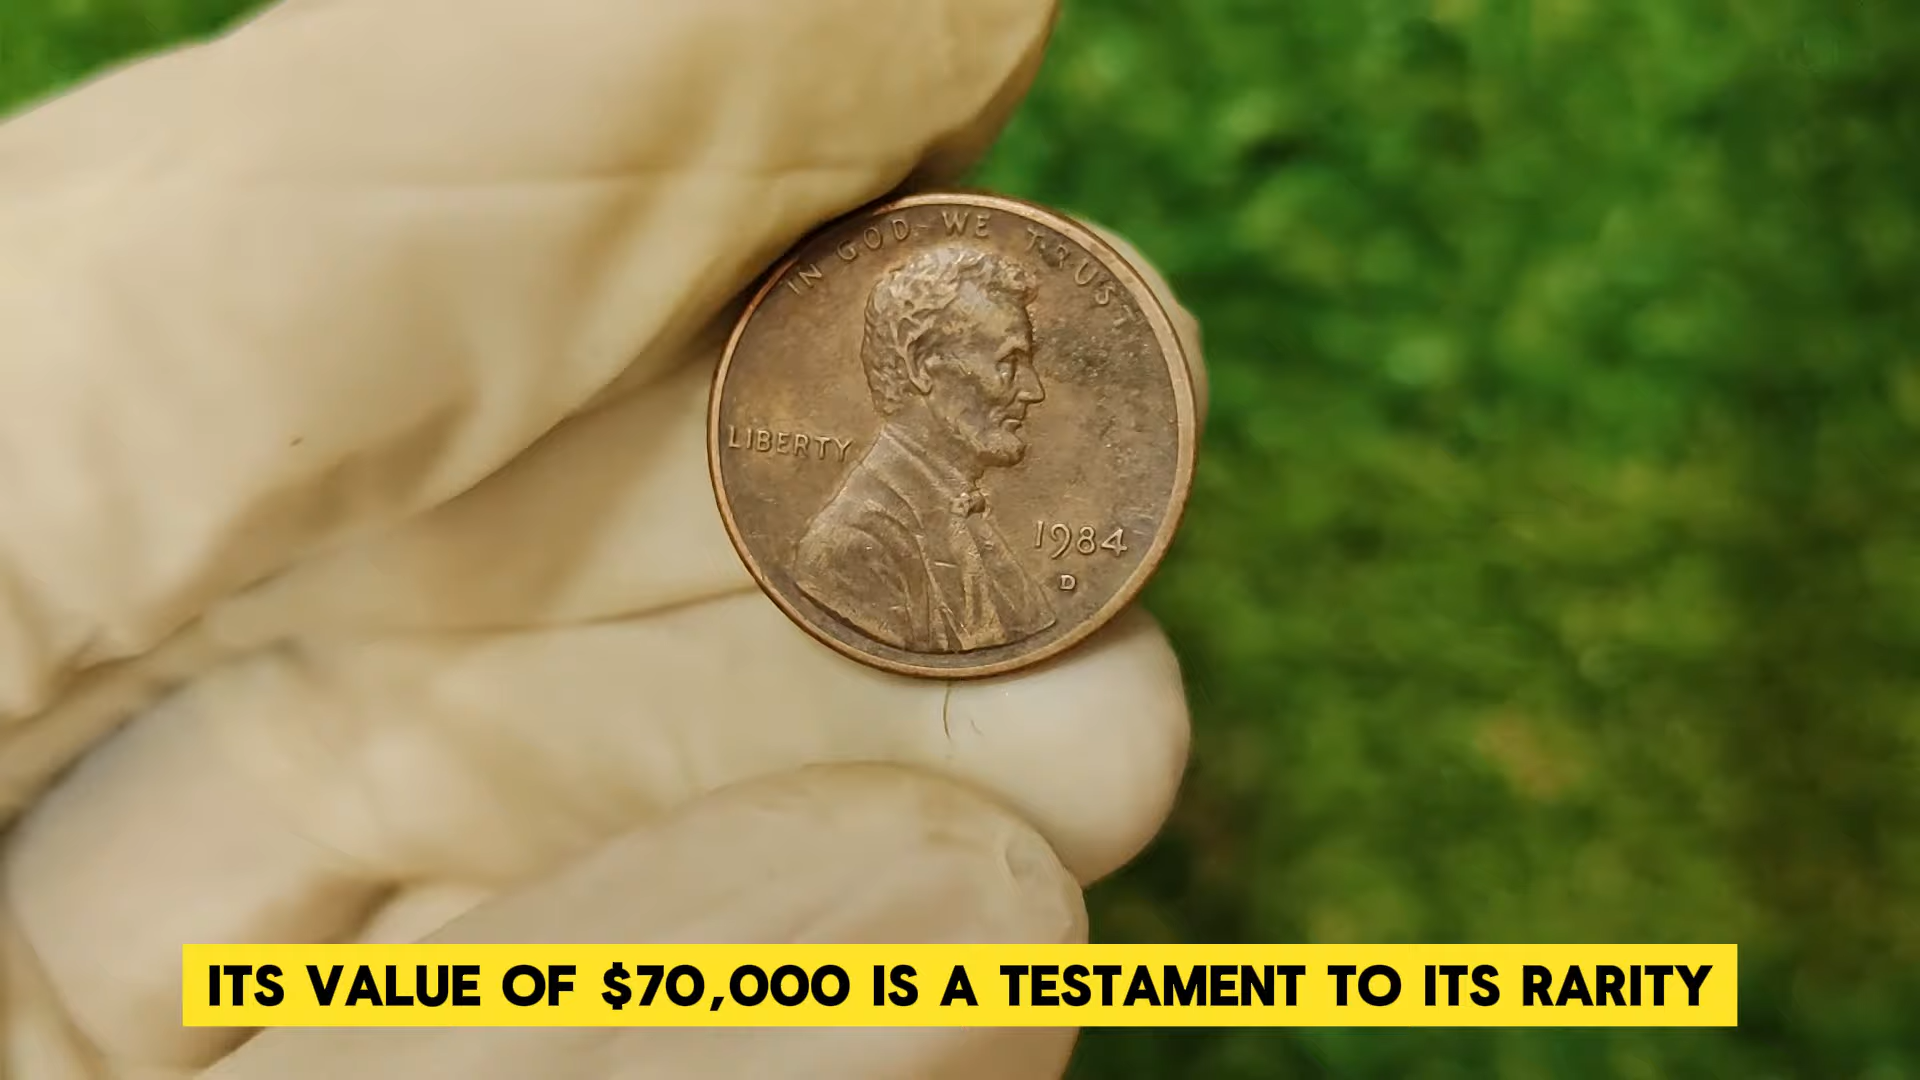 IN GOD WE TRUST
LIBERTY
1984
D
ITS VALUE OF $70,000 IS A TESTAMENT TO ITS RARITY